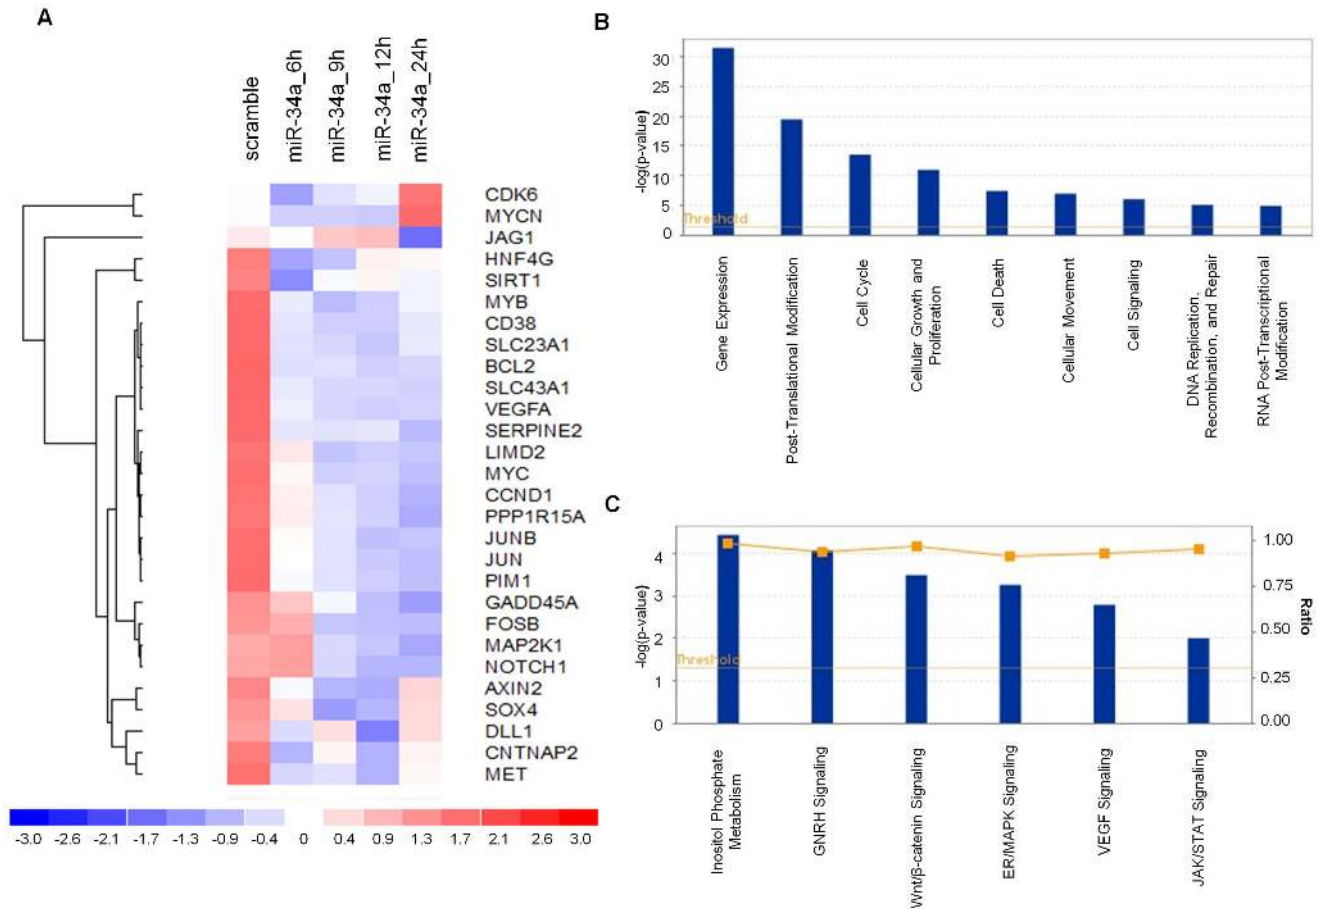 A
scramble
miR-34a_6h
miR-34a_9h
miR-34a_12h
miR-34a_24h
CDK6
MYCN
JAG1
HNF4G
SIRT1
MYB
CD38
SLC23A1
BCL2
SLC43A1
VEGFA
SERPINE2
LIMD2
MYC
CCND1
PPP1R15A
JUNB
JUN
PIM1
GADD45A
FOSB
MAP2K1
NOTCH1
AXIN2
SOX4
DLL1
CNTNAP2
MET
-3.0 -2.6 -2.1 -1.7 -1.3 -0.9 -0.4 0 0.4 0.9 1.3 1.7 2.1 2.6 3.0
B
-log(p-value)
30
25
20
15
10
5
0
Threshold
Gene Expression
Post-Translational Modification
Cell Cycle
Cellular Growth and
Proliferation
Cell Death
Cellular Movement
Cell Signaling
DNA Replication,
Recombination, and Repair
RNA Post-Transcriptional
Modification
C
-log(p-value)
4
3
2
1
0
Threshold
1.00
0.75
0.50
0.25
0.00
Ratio
Inositol Phosphate
Metabolism
GNRH Signaling
Wnt/β-catenin Signaling
ER/MAPK Signaling
VEGF Signaling
JAK/STAT Signaling